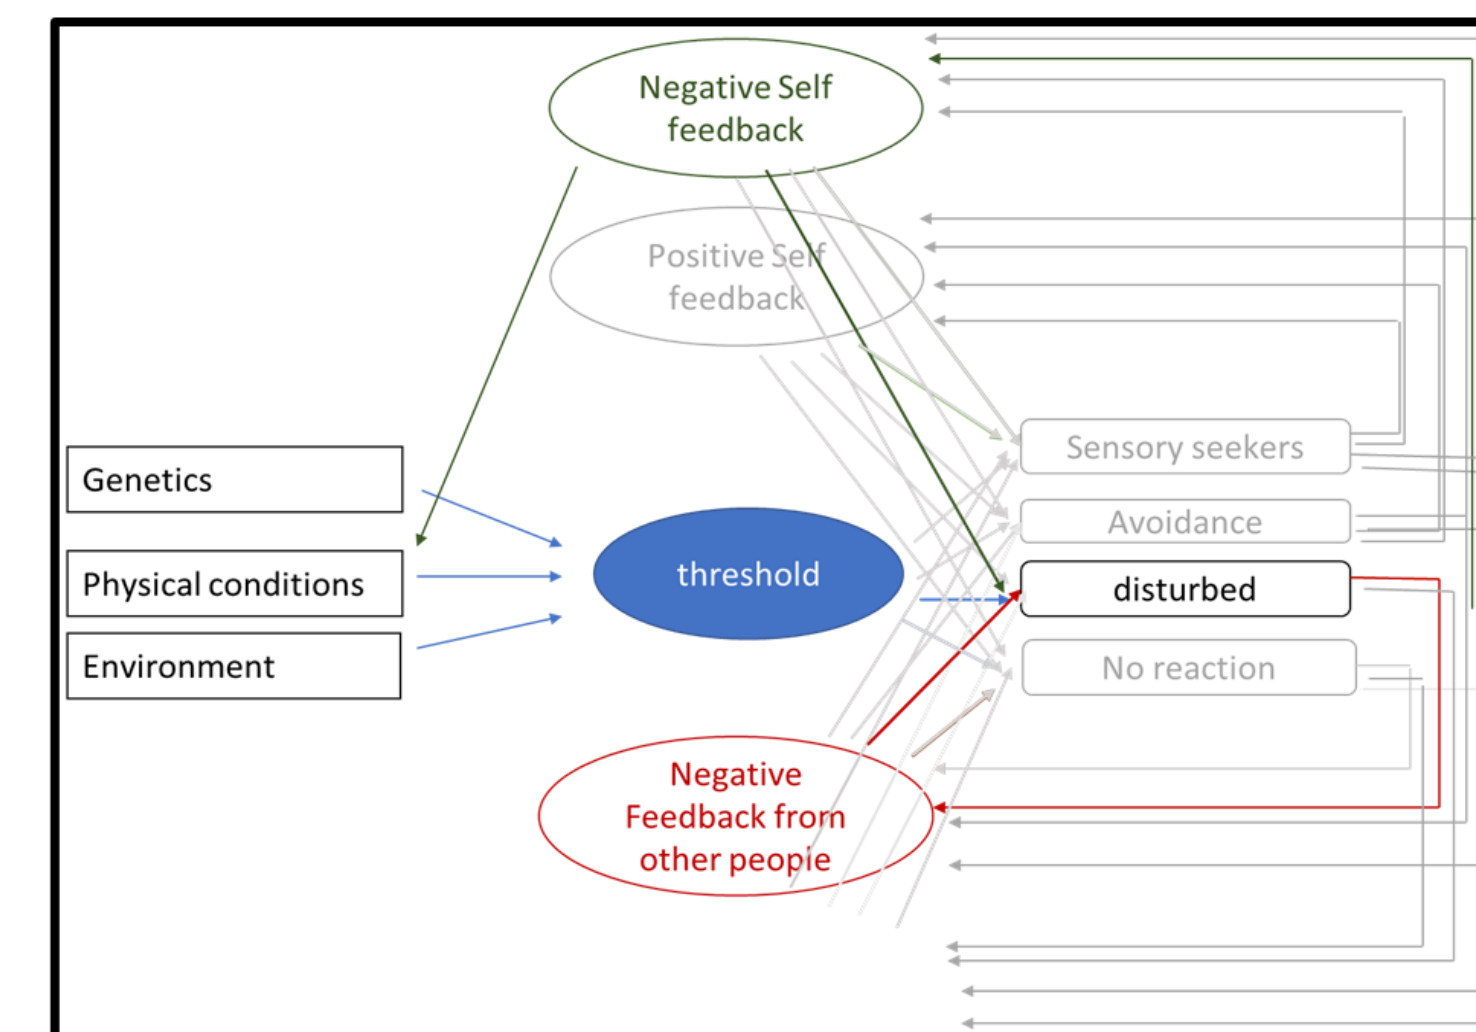 Negative Self
feedback
Positive Self
feedback
Genetics
Physical conditions
Environment
threshold
Sensory seekers
Avoidance
disturbed
No reaction
Negative
Feedback from
other people